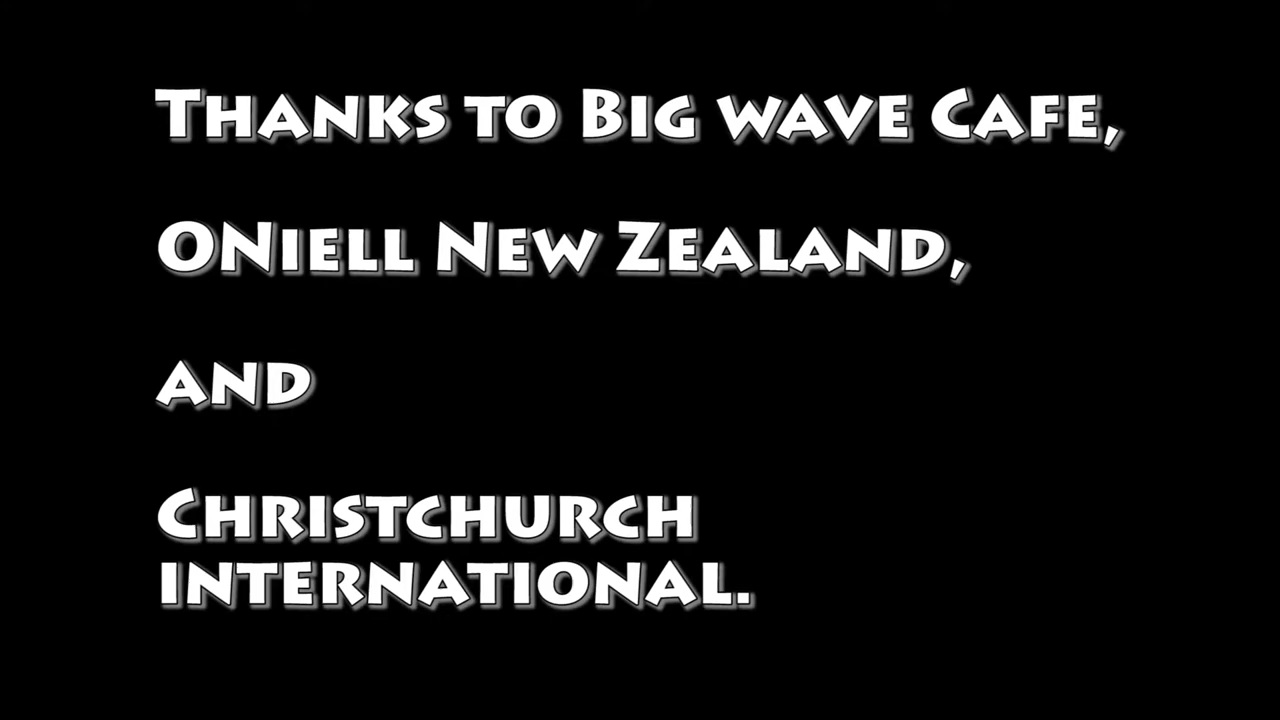 Thanks to Big wave Cafe,
ONiell New Zealand,
and
Christchurch
international.